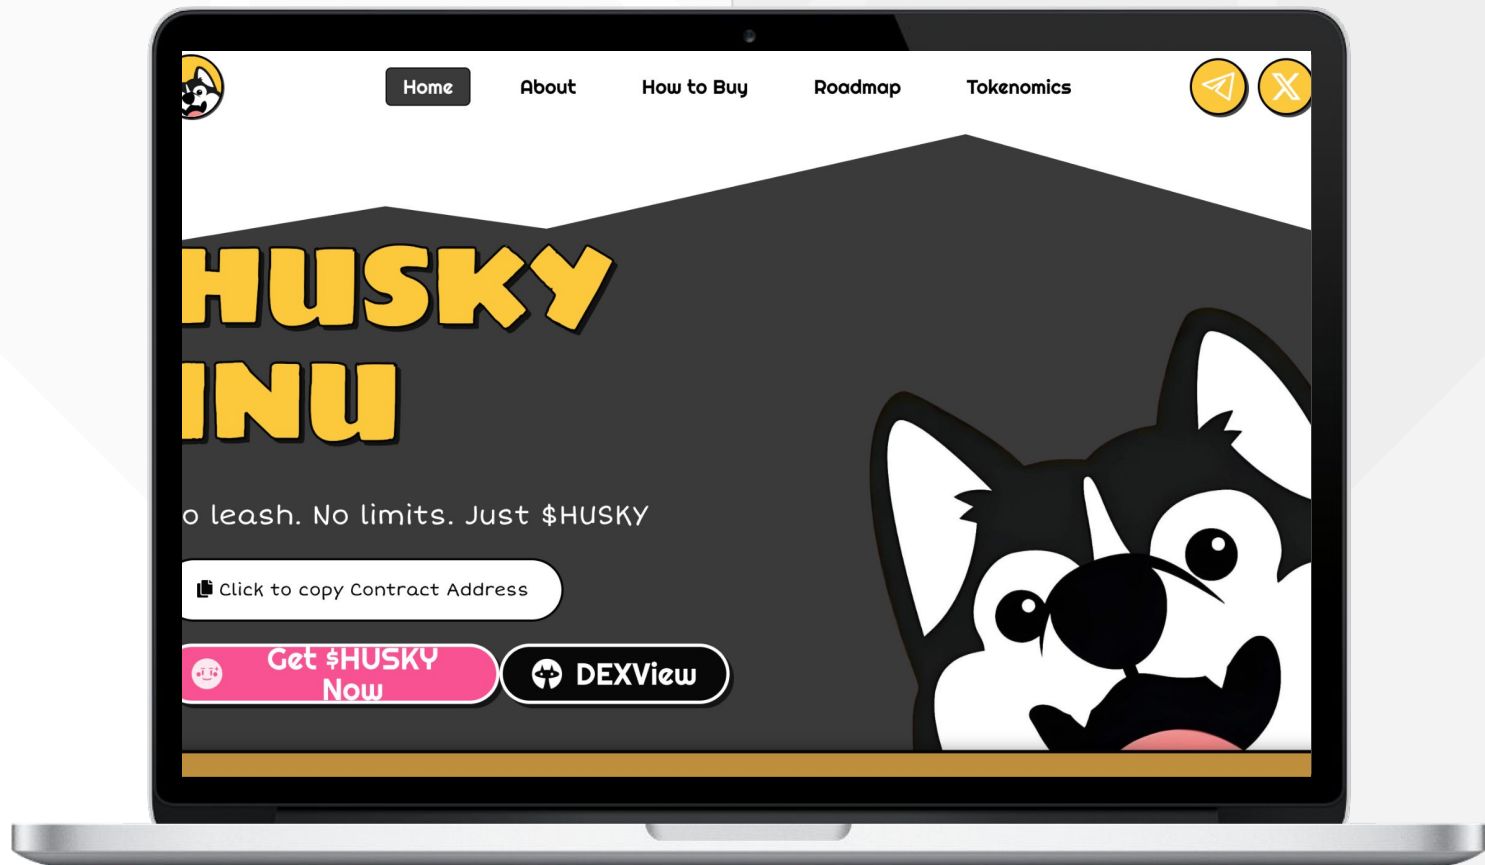 Home About How to Buy Roadmap Tokenomics
HUSKY
INU
o leash. No limits. Just $HUSKY
Click to copy Contract Address
Get $HUSKY
Now
DEXView